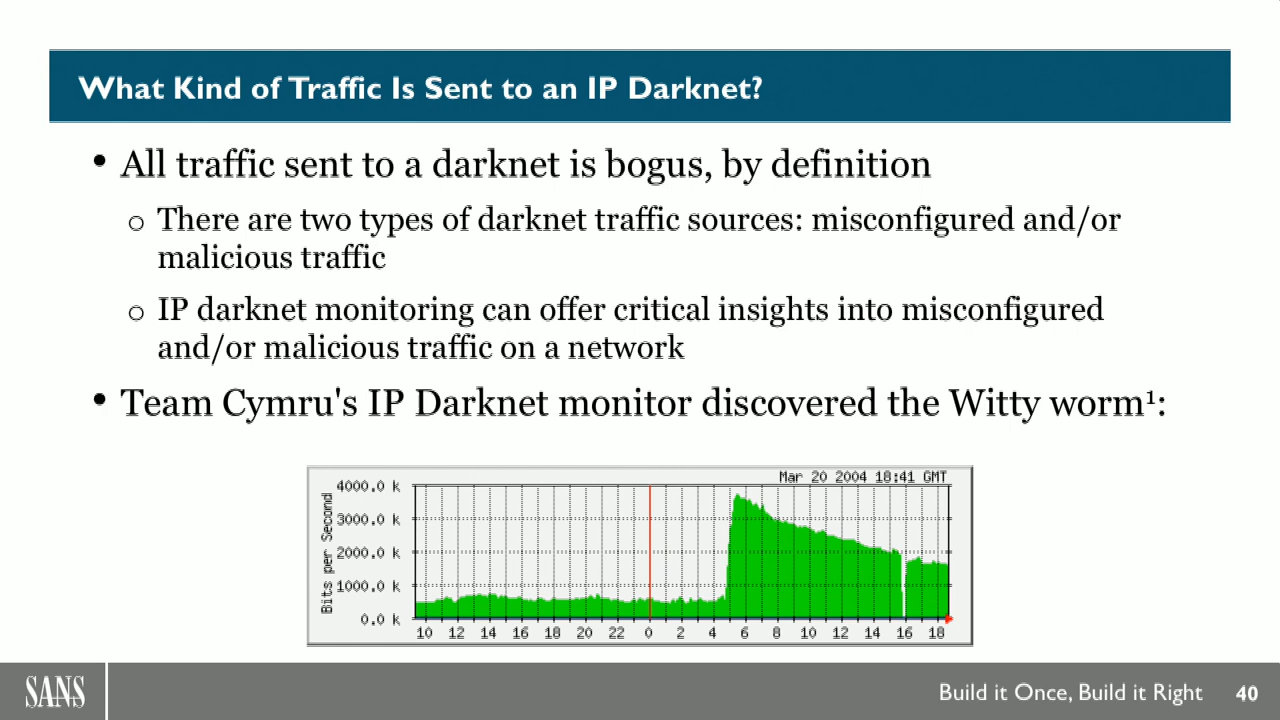 What Kind of Traffic Is Sent to an IP Darknet?
• All traffic sent to a darknet is bogus, by definition
o There are two types of darknet traffic sources: misconfigured and/or
malicious traffic
o IP darknet monitoring can offer critical insights into misconfigured
and/or malicious traffic on a network
• Team Cymru's IP Darknet monitor discovered the Witty worm¹:
Mar 20 2004 18:41 GMT
Bits per Second
4000.0 k
3000.0 k
2000.0 k
1000.0 k
0.0 k
10 12 14 16 18 20 22 0 2 4 6 8 10 12 14 16 18
SANS
Build it Once, Build it Right 40